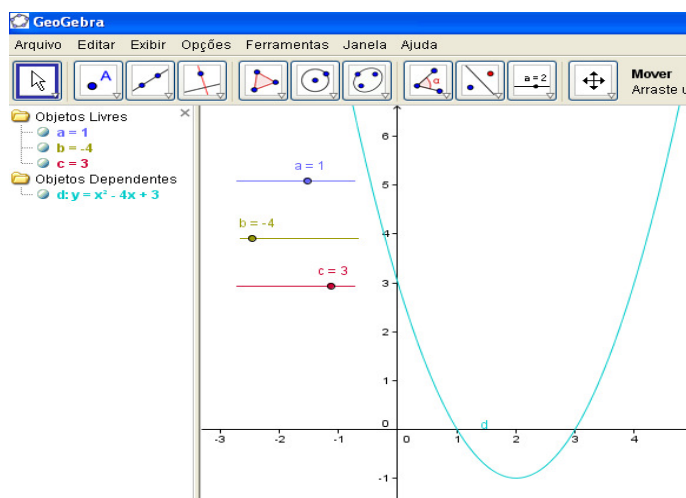 GeoGebra
Arquivo Editar Exibir Opções Ferramentas Janela Ajuda
A
α
a = 2
Mover
Arraste u
Objetos Livres
a = 1
b = -4
c = 3
Objetos Dependentes
d: y = x² - 4x + 3
a = 1
b = -4
c = 3
6
5
4
3
2
1
0
-1
-3 -2 -1 0 1 2 3 4
d